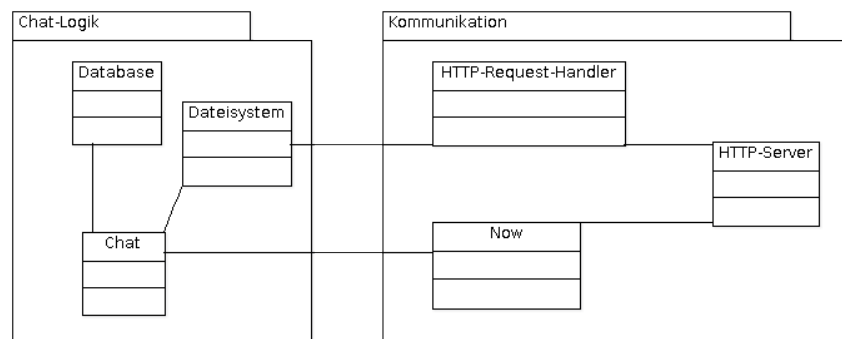 Chat-Logik
Kommunikation
Database
HTTP-Request-Handler
Dateisystem
HTTP-Server
Chat
Now